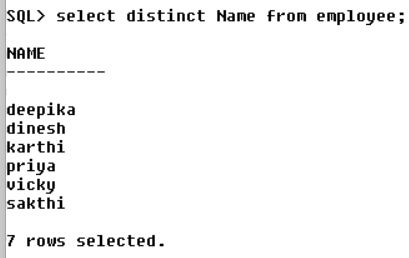 SQL> select distinct Name from employee;
NAME
----------
deepika
dinesh
karthi
priya
vicky
sakthi
7 rows selected.